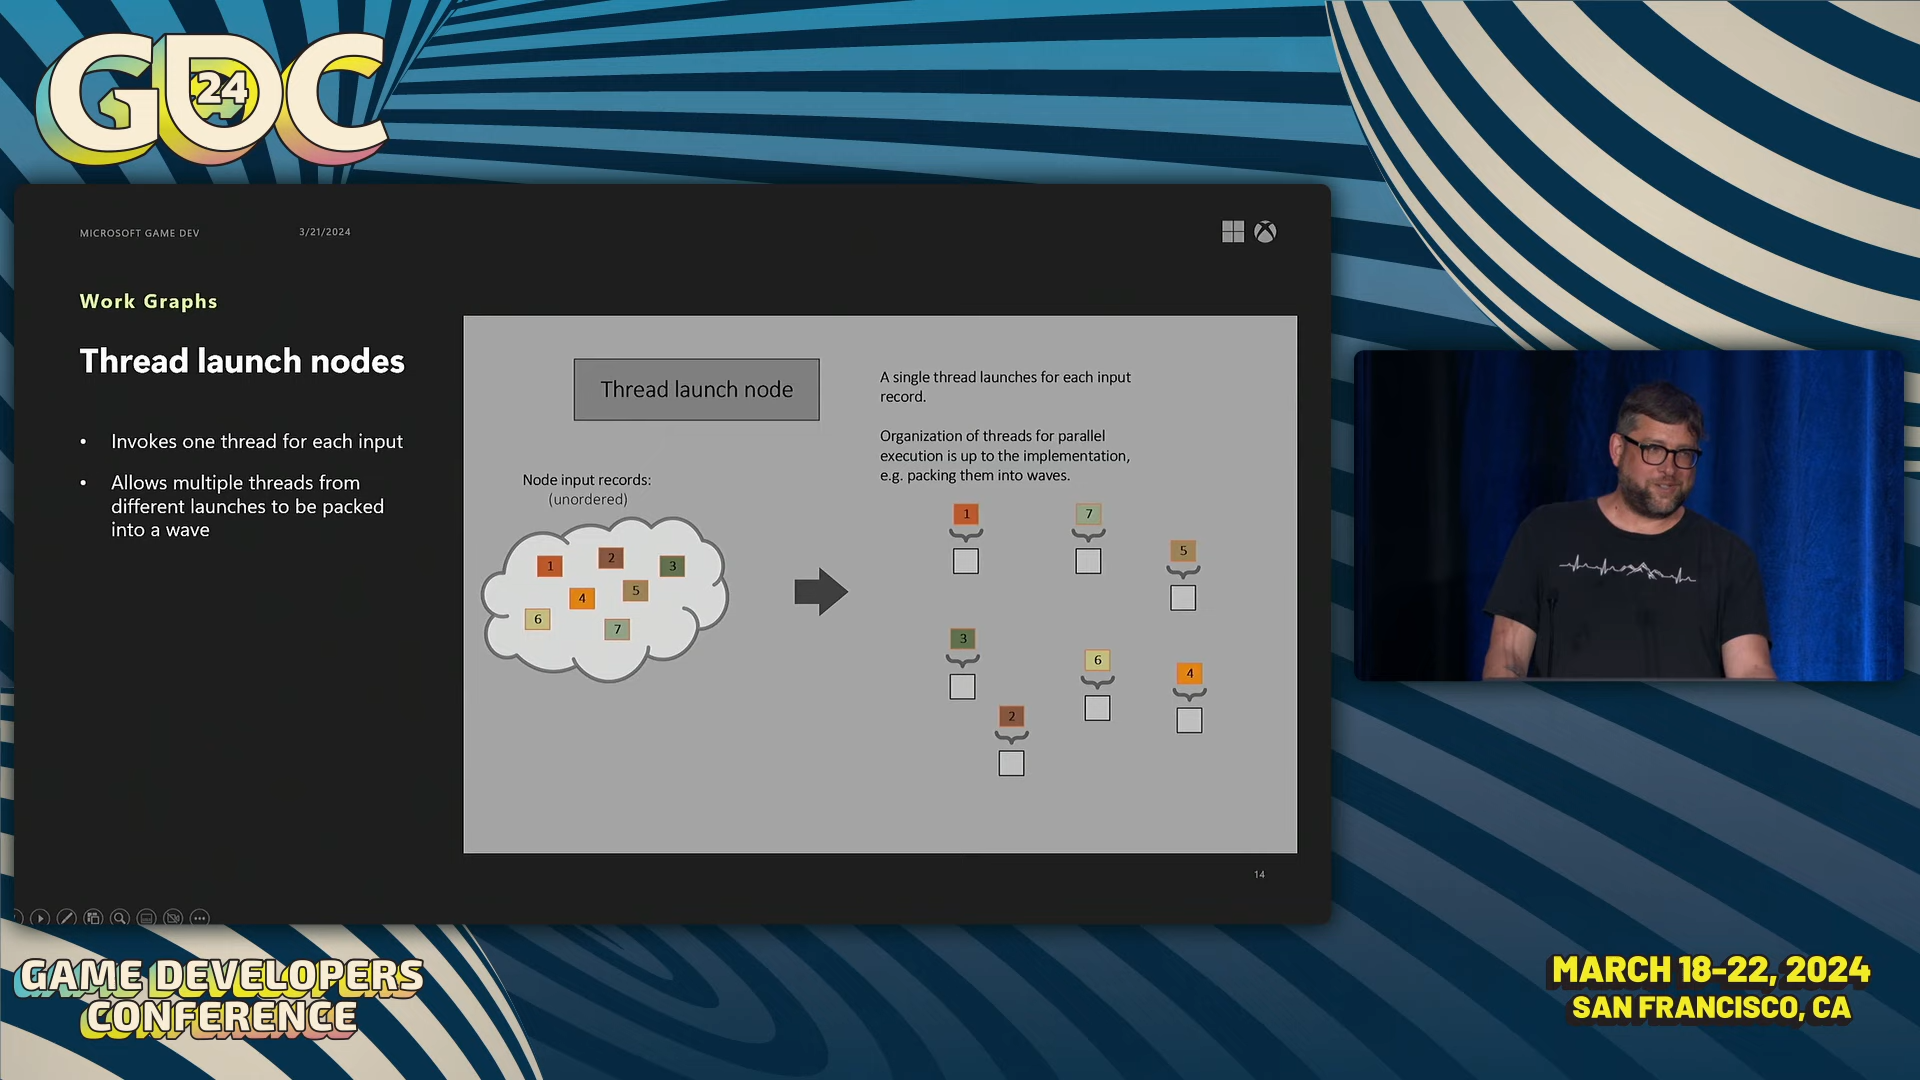 GDC
24
MICROSOFT GAME DEV
3/21/2024
Work Graphs
Thread launch nodes
• Invokes one thread for each input
• Allows multiple threads from
different launches to be packed
into a wave
Thread launch node
Node input records:
(unordered)
1
2
3
4
5
6
7
A single thread launches for each input
record.
Organization of threads for parallel
execution is up to the implementation,
e.g. packing them into waves.
1
7
5
3
6
4
2
14
GAME DEVELOPERS
CONFERENCE
MARCH 18-22, 2024
SAN FRANCISCO, CA